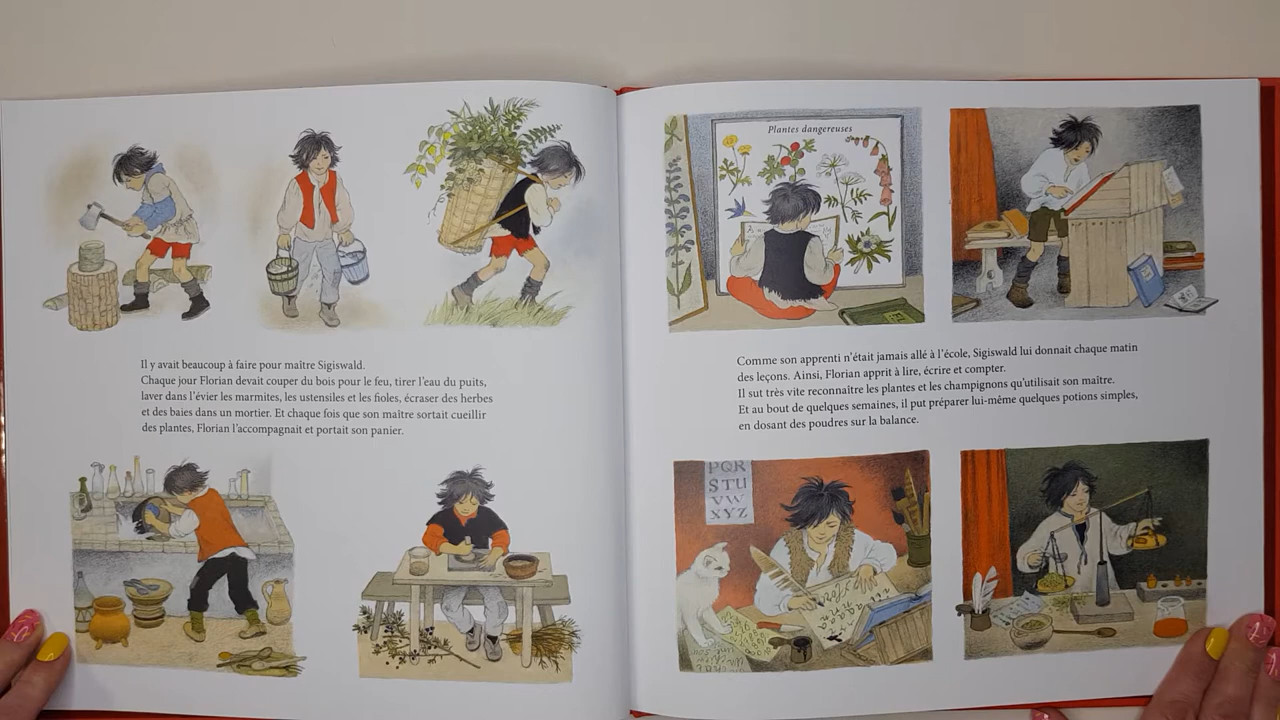 Il y avait beaucoup à faire pour maître Sigiswald.
Chaque jour Florian devait couper du bois pour le feu, tirer l'eau du puits,
laver dans l'évier les marmites, les ustensiles et les fioles, écraser des herbes
et des baies dans un mortier. Et chaque fois que son maître sortait cueillir
des plantes, Florian l'accompagnait et portait son panier.
Plantes dangereuses
Comme son apprenti n'était jamais allé à l'école, Sigiswald lui donnait chaque matin
des leçons. Ainsi, Florian apprit à lire, écrire et compter.
Il sut très vite reconnaître les plantes et les champignons qu'utilisait son maître.
Et au bout de quelques semaines, il put préparer lui-même quelques potions simples,
en dosant des poudres sur la balance.
PQR
STU
VW
XYZ